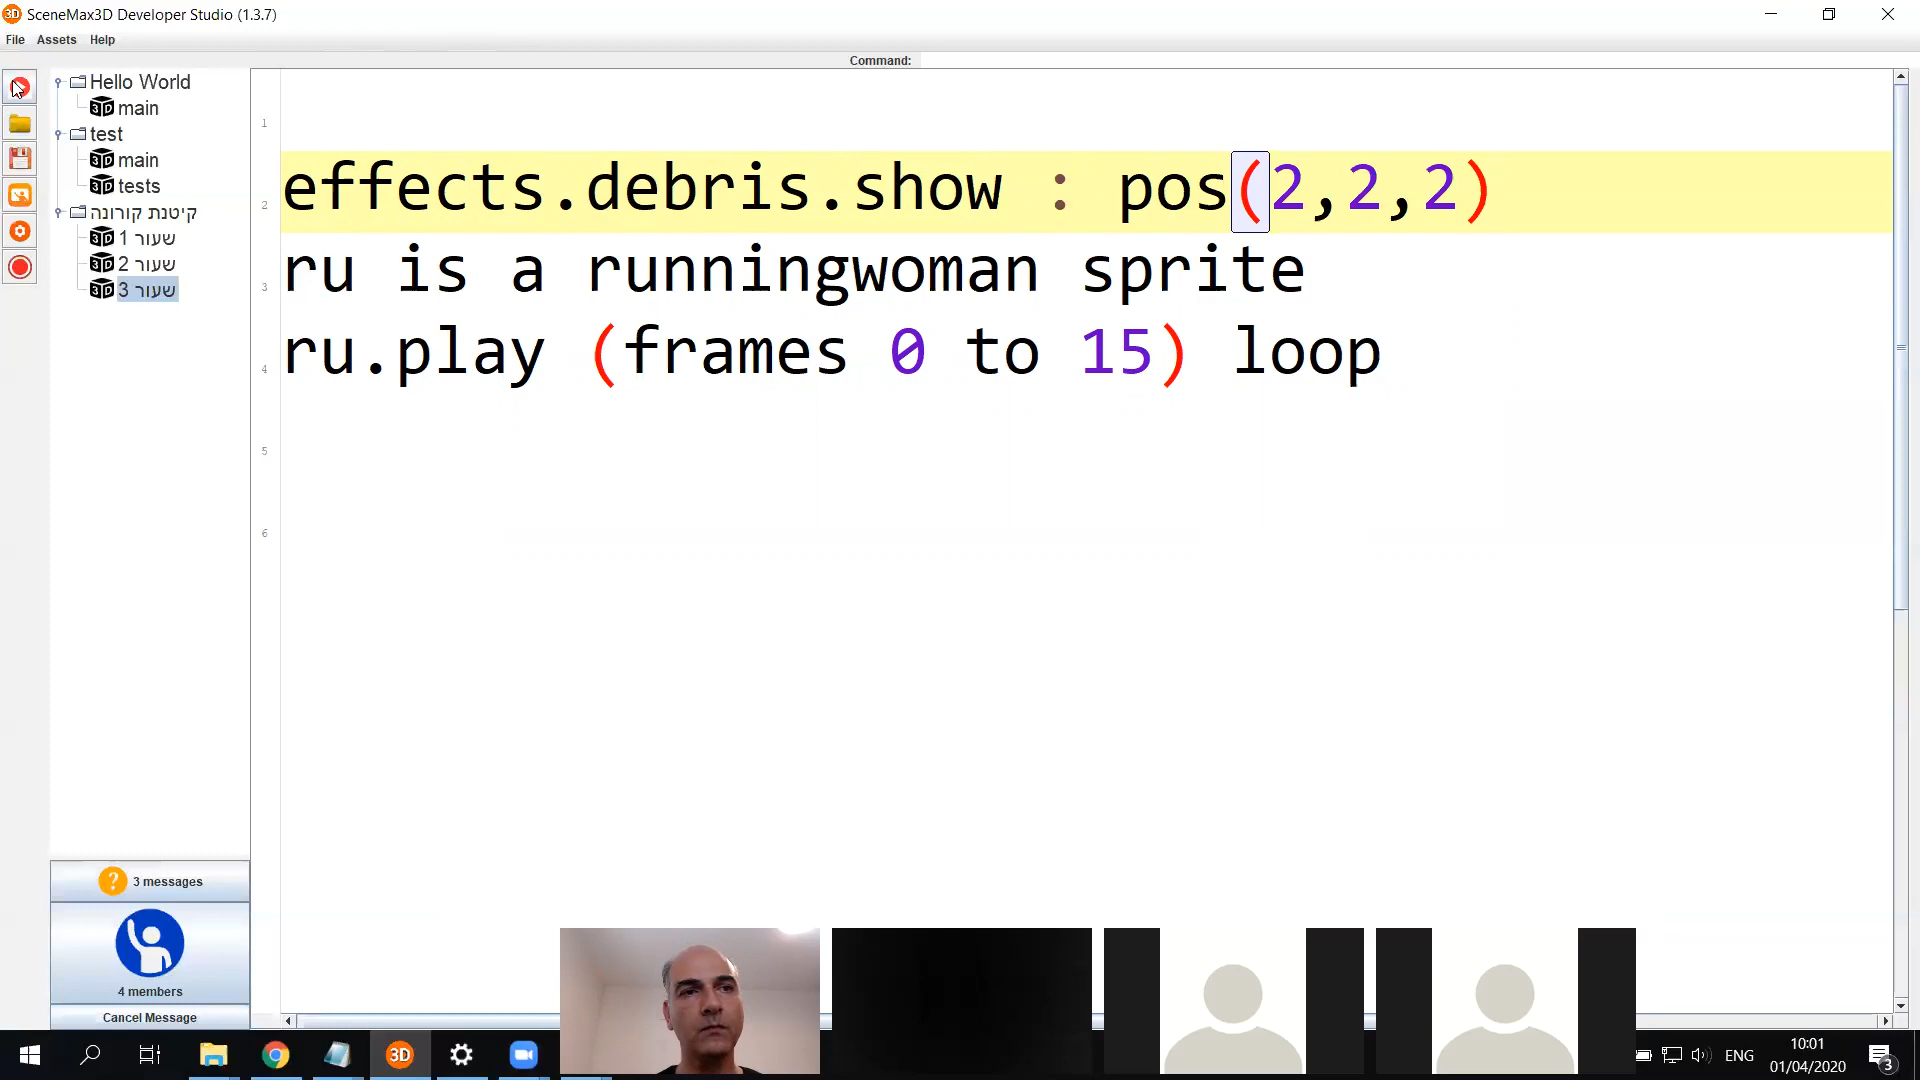 SceneMax3D Developer Studio (1.3.7)
File Assets Help
Command:
Hello World
main
test
main
tests
קיטנת קורונה
שעור 1
שעור 2
שעור 3
1
2 effects.debris.show : pos(2,2,2)
3 ru is a runningwoman sprite
4 ru.play (frames 0 to 15) loop
5
6
? 3 messages
4 members
Cancel Message
3D
ENG
10:01
01/04/2020
3